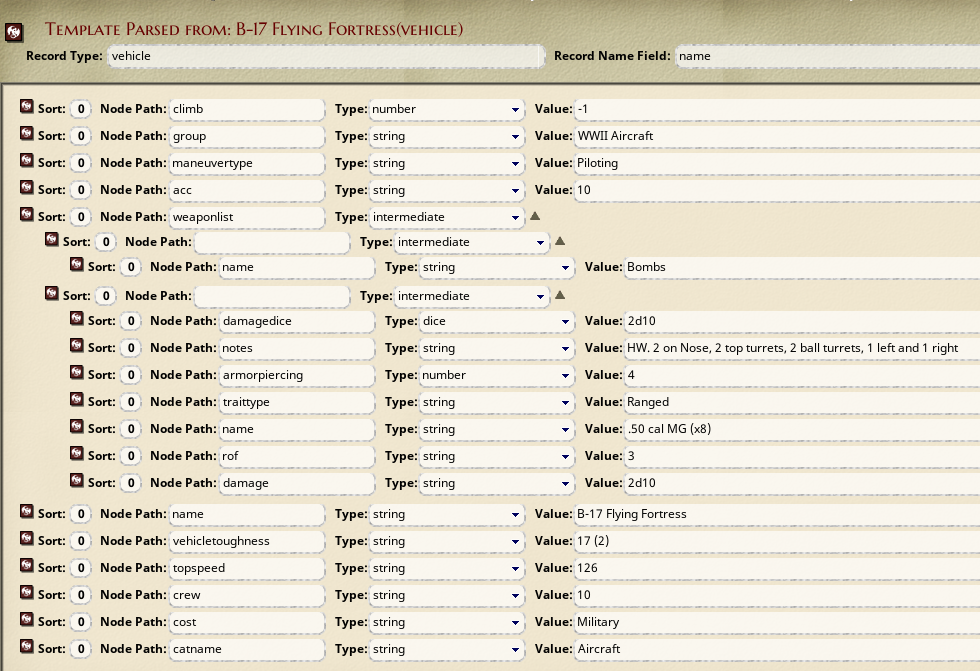 Template Parsed from: B-17 Flying Fortress(vehicle)
Record Type: vehicle Record Name Field: name
Sort: 0 Node Path: climb Type: number Value: -1
Sort: 0 Node Path: group Type: string Value: WWII Aircraft
Sort: 0 Node Path: maneuvertype Type: string Value: Piloting
Sort: 0 Node Path: acc Type: string Value: 10
Sort: 0 Node Path: weaponlist Type: intermediate
Sort: 0 Node Path: Type: intermediate
Sort: 0 Node Path: name Type: string Value: Bombs
Sort: 0 Node Path: Type: intermediate
Sort: 0 Node Path: damagedice Type: dice Value: 2d10
Sort: 0 Node Path: notes Type: string Value: HW. 2 on Nose, 2 top turrets, 2 ball turrets, 1 left and 1 right
Sort: 0 Node Path: armorpiercing Type: number Value: 4
Sort: 0 Node Path: traittype Type: string Value: Ranged
Sort: 0 Node Path: name Type: string Value: .50 cal MG (x8)
Sort: 0 Node Path: rof Type: string Value: 3
Sort: 0 Node Path: damage Type: string Value: 2d10
Sort: 0 Node Path: name Type: string Value: B-17 Flying Fortress
Sort: 0 Node Path: vehicletoughness Type: string Value: 17 (2)
Sort: 0 Node Path: topspeed Type: string Value: 126
Sort: 0 Node Path: crew Type: string Value: 10
Sort: 0 Node Path: cost Type: string Value: Military
Sort: 0 Node Path: catname Type: string Value: Aircraft